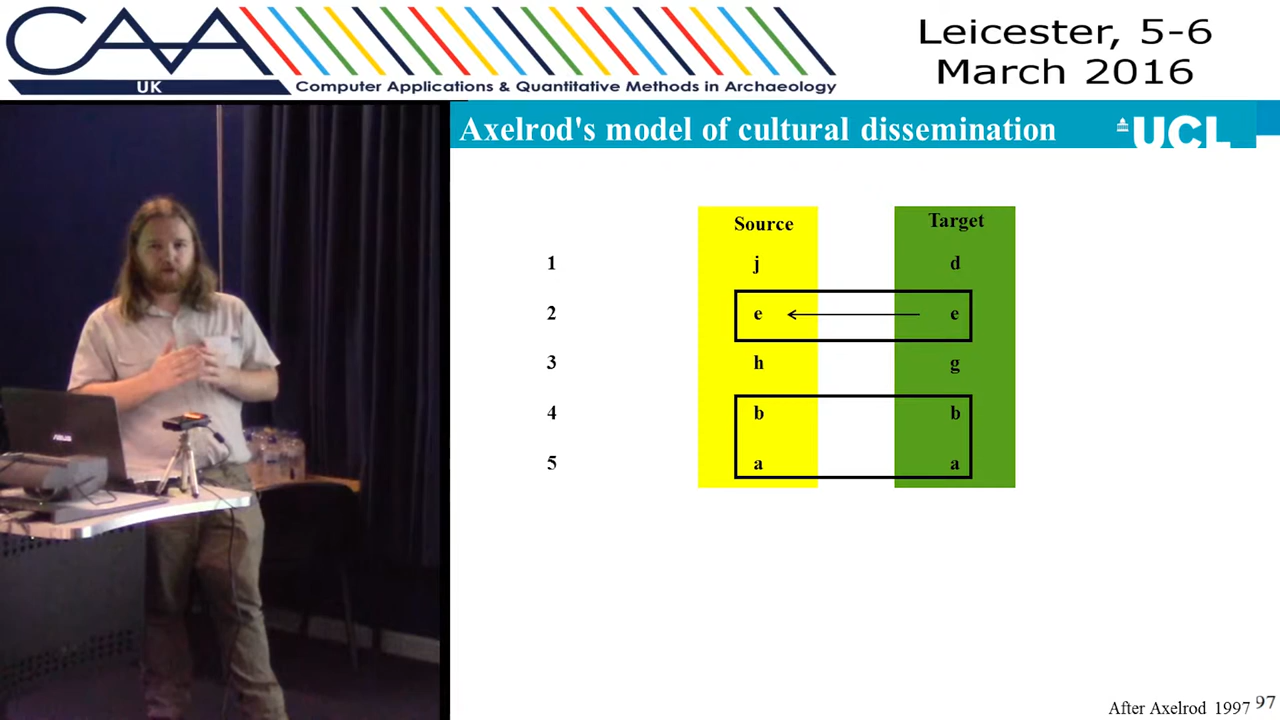 CAA
UK
Computer Applications & Quantitative Methods in Archaeology
Leicester, 5-6
March 2016
Axelrod's model of cultural dissemination
UCL
Source Target
1 j d
2 e e
3 h g
4 b b
5 a a
ASUS
After Axelrod 1997 97